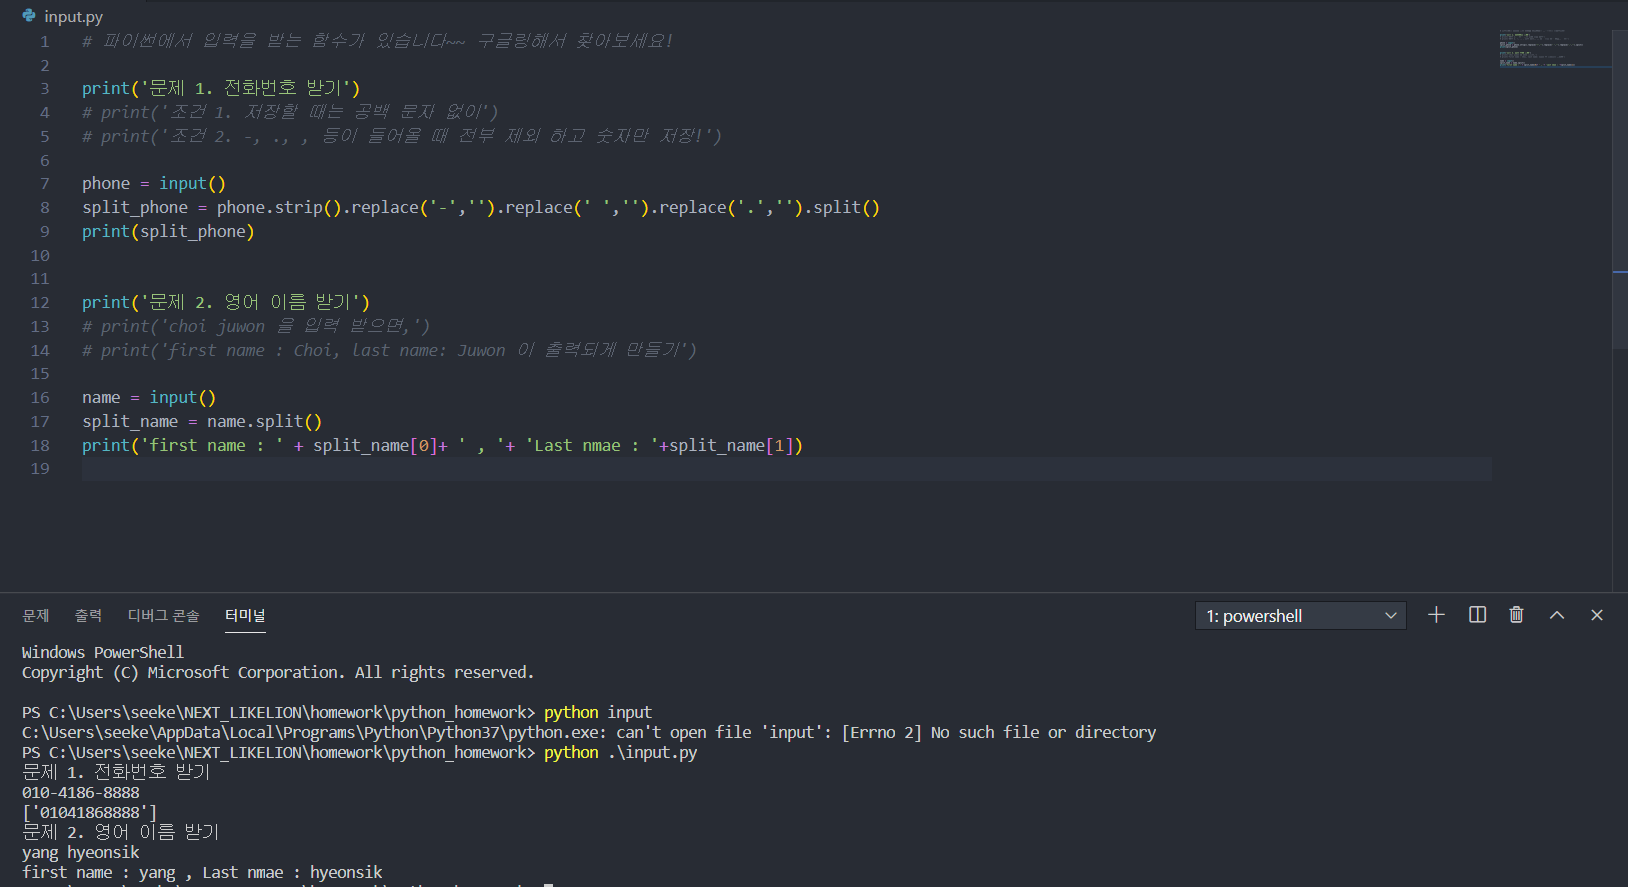 input.py
1 # 파이썬에서 입력을 받는 함수가 있습니다~~ 구글링해서 찾아보세요!
2
3 print('문제 1. 전화번호 받기')
4 # print('조건 1. 저장할 때는 공백 문자 없이')
5 # print('조건 2. -, ., , 등이 들어올 때 전부 제외 하고 숫자만 저장!')
6
7 phone = input()
8 split_phone = phone.strip().replace('-','').replace(' ','').replace('.','').split()
9 print(split_phone)
10
11
12 print('문제 2. 영어 이름 받기')
13 # print('choi juwon 을 입력 받으면,')
14 # print('first name : Choi, last name: Juwon 이 출력되게 만들기')
15
16 name = input()
17 split_name = name.split()
18 print('first name : ' + split_name[0]+ ' , '+ 'Last nmae : '+split_name[1])
19
문제 출력 디버그 콘솔 터미널 1: powershell
Windows PowerShell
Copyright (C) Microsoft Corporation. All rights reserved.
PS C:\Users\seeke\NEXT_LIKELION\homework\python_homework> python input
C:\Users\seeke\AppData\Local\Programs\Python\Python37\python.exe: can't open file 'input': [Errno 2] No such file or directory
PS C:\Users\seeke\NEXT_LIKELION\homework\python_homework> python .\input.py
문제 1. 전화번호 받기
010-4186-8888
['01041868888']
문제 2. 영어 이름 받기
yang hyeonsik
first name : yang , Last nmae : hyeonsik